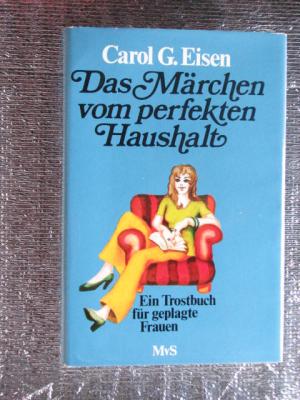 Carol G. Eisen
Das Märchen
vom perfekten
Haushalt
Ein Trostbuch
für geplagte
Frauen
MvS